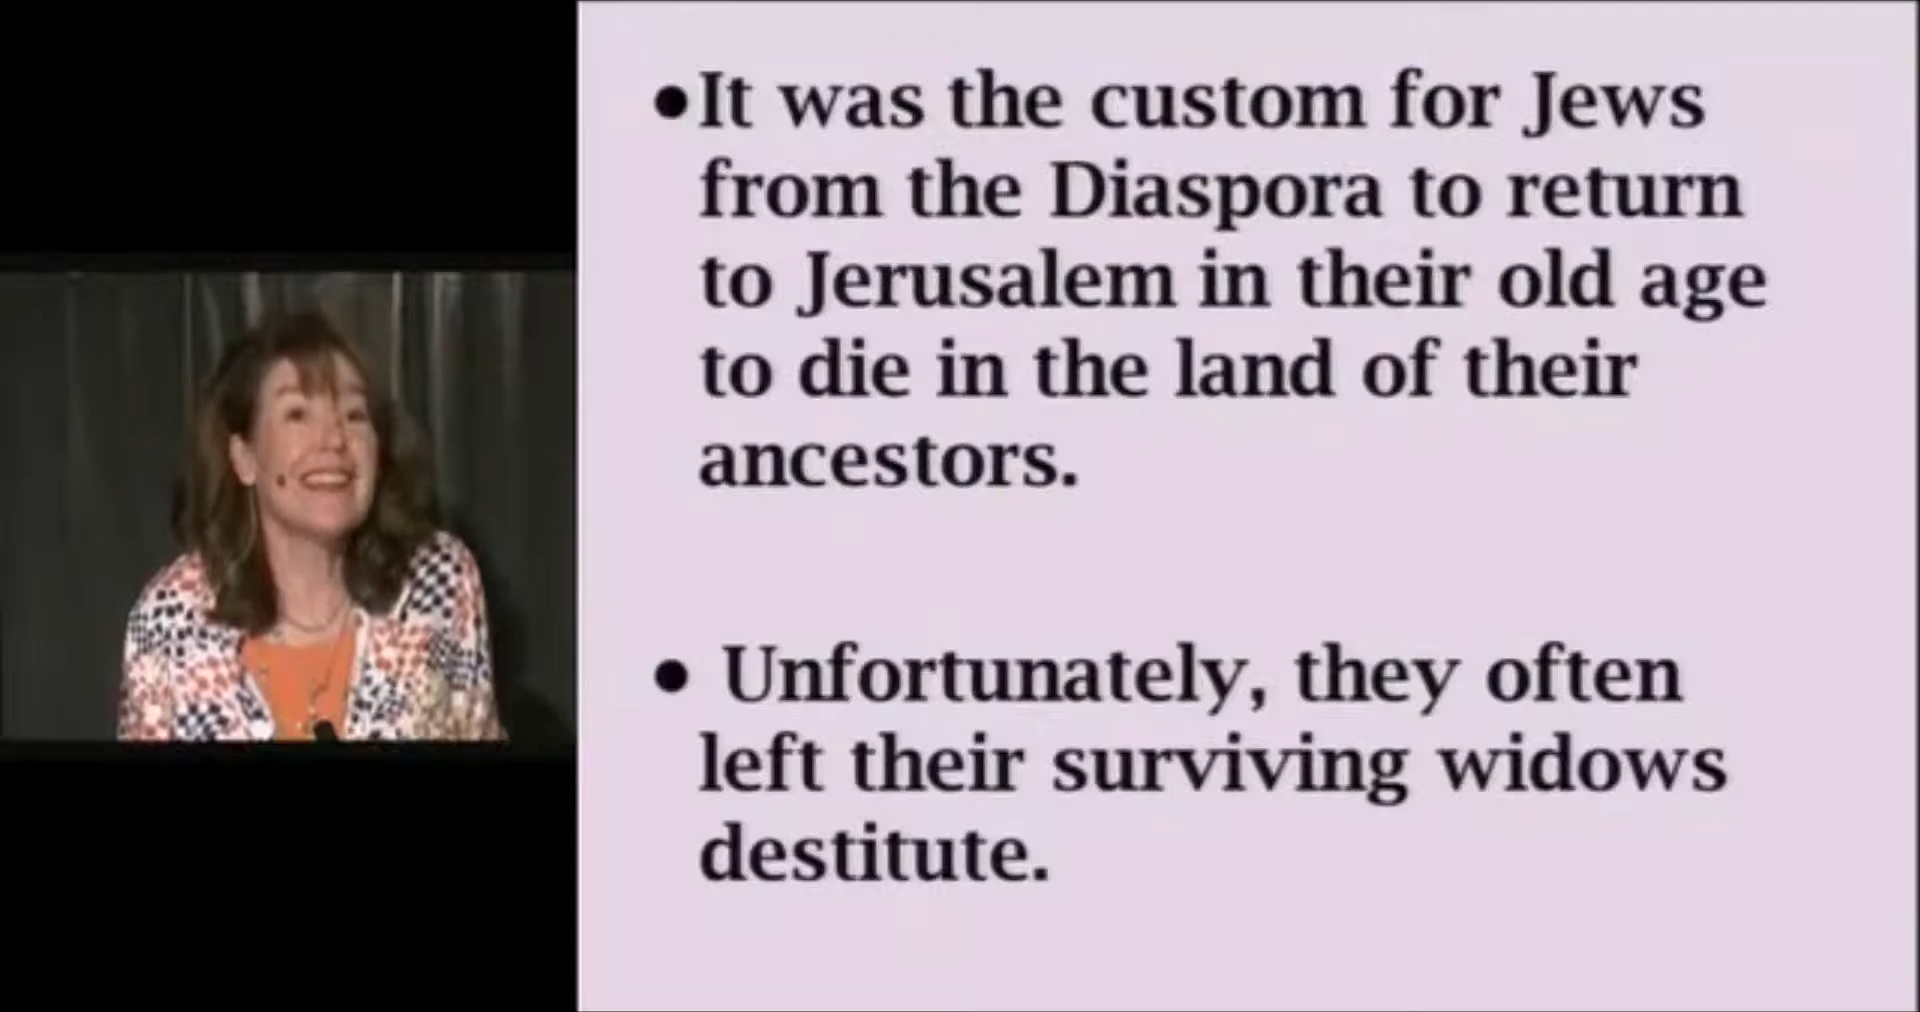 •It was the custom for Jews
from the Diaspora to return
to Jerusalem in their old age
to die in the land of their
ancestors.
• Unfortunately, they often
left their surviving widows
destitute.